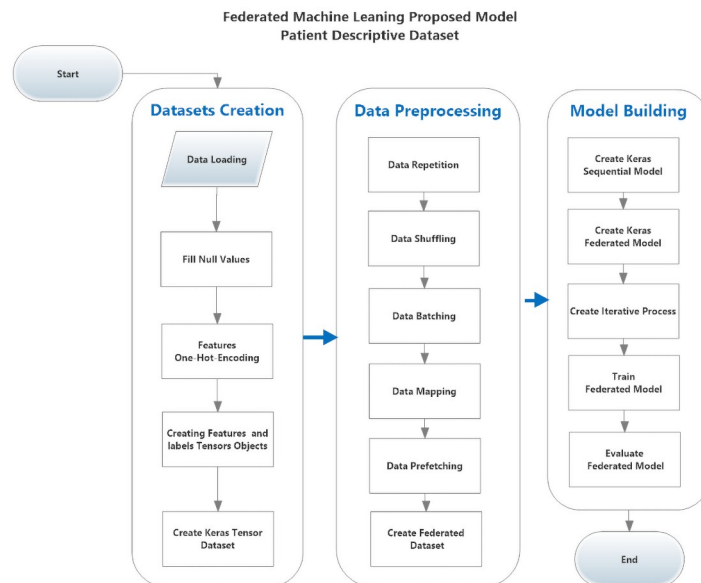 Federated Machine Leaning Proposed Model
Patient Descriptive Dataset
Start
Datasets Creation
Data Loading
Fill Null Values
Features
One-Hot-Encoding
Creating Features and
labels Tensors Objects
Create Keras Tensor
Dataset
Data Preprocessing
Data Repetition
Data Shuffling
Data Batching
Data Mapping
Data Prefetching
Create Federated
Dataset
Model Building
Create Keras
Sequential Model
Create Keras
Federated Model
Create Iterative Process
Train
Federated Model
Evaluate
Federated Model
End